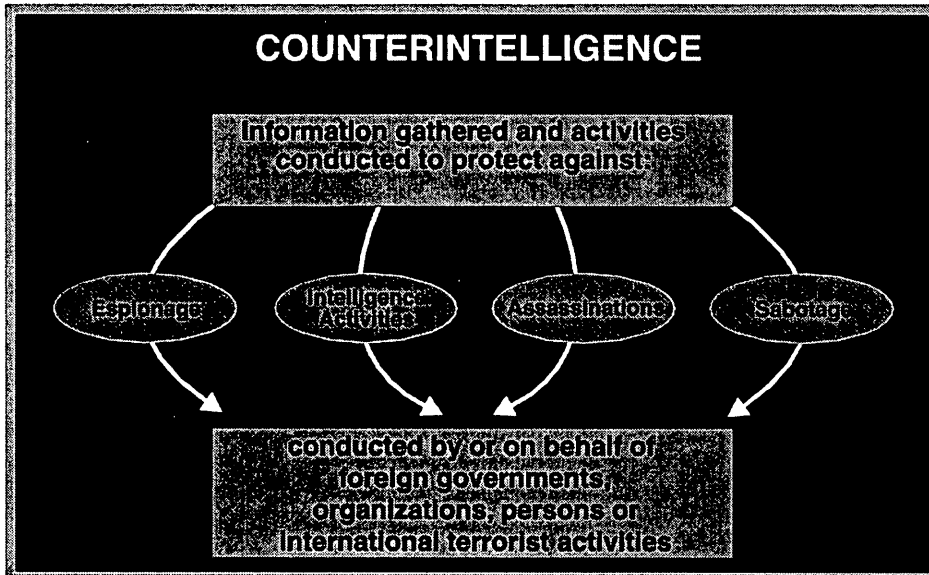 COUNTERINTELLIGENCE
Information gathered and activities
conducted to protect against:
Espionage
Intelligence
Activities
Assassinations
Sabotage
conducted by or on behalf of
foreign governments,
organizations, persons or
international terrorist activities